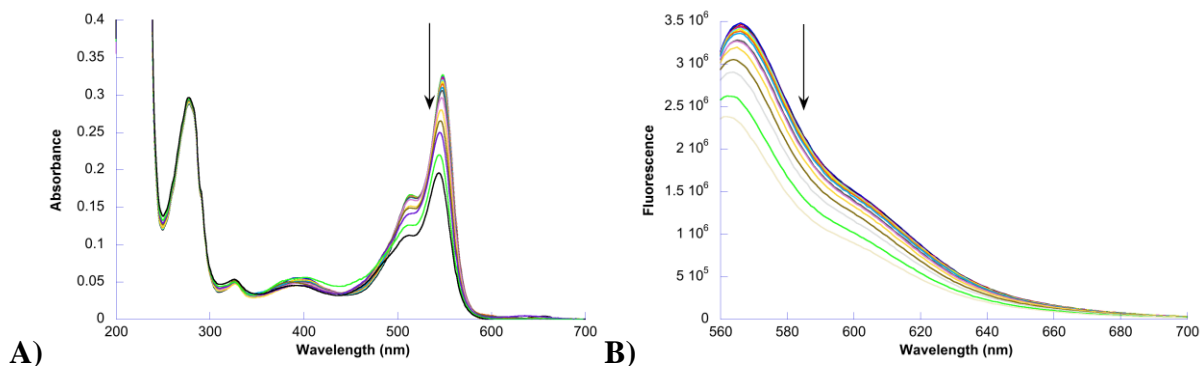 0.4
0.35
0.3
0.25
0.2
0.15
0.1
0.05
0
Absorbance
200 300 400 500 600 700
Wavelength (nm)
A)
3.5 10⁶
3 10⁶
2.5 10⁶
2 10⁶
1.5 10⁶
1 10⁶
5 10⁵
0
Fluorescence
560 580 600 620 640 660 680 700
Wavelength (nm)
B)